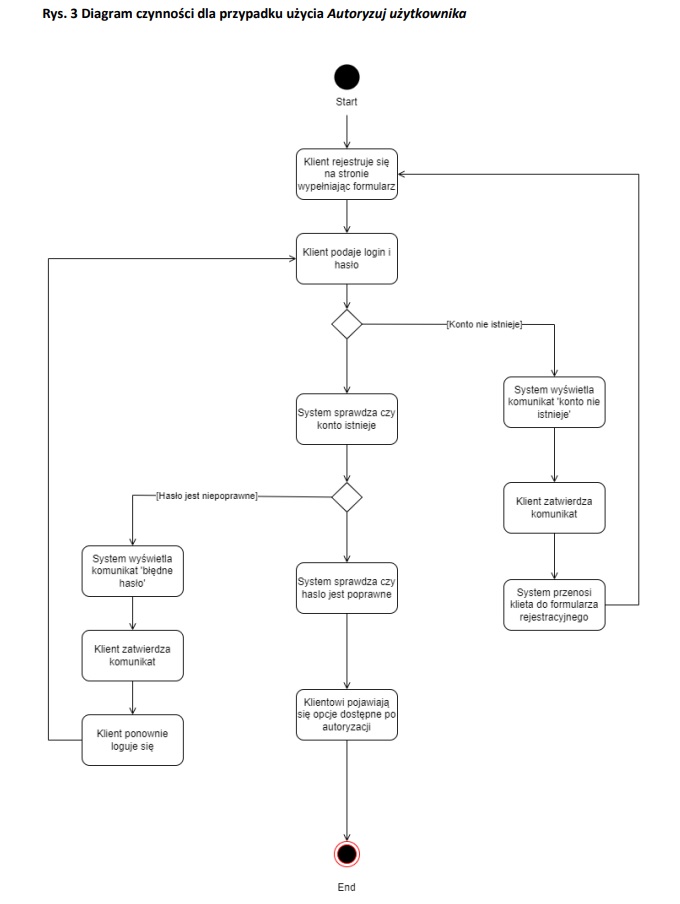 Rys. 3 Diagram czynności dla przypadku użycia Autoryzuj użytkownika
Start
Klient rejestruje się
na stronie
wypełniając formularz
Klient podaje login i
hasło
[Konto nie istnieje]
System wyświetla
komunikat 'konto nie
istnieje'
System sprawdza czy
konto istnieje
Klient zatwierdza
komunikat
[Hasło jest niepoprawne]
System wyświetla
komunikat 'błędne
hasło'
System sprawdza czy
haslo jest poprawne
System przenosi
klieta do formularza
rejestracyjnego
Klient zatwierdza
komunikat
Klientowi pojawiają
się opcje dostępne po
autoryzacji
Klient ponownie
loguje się
End